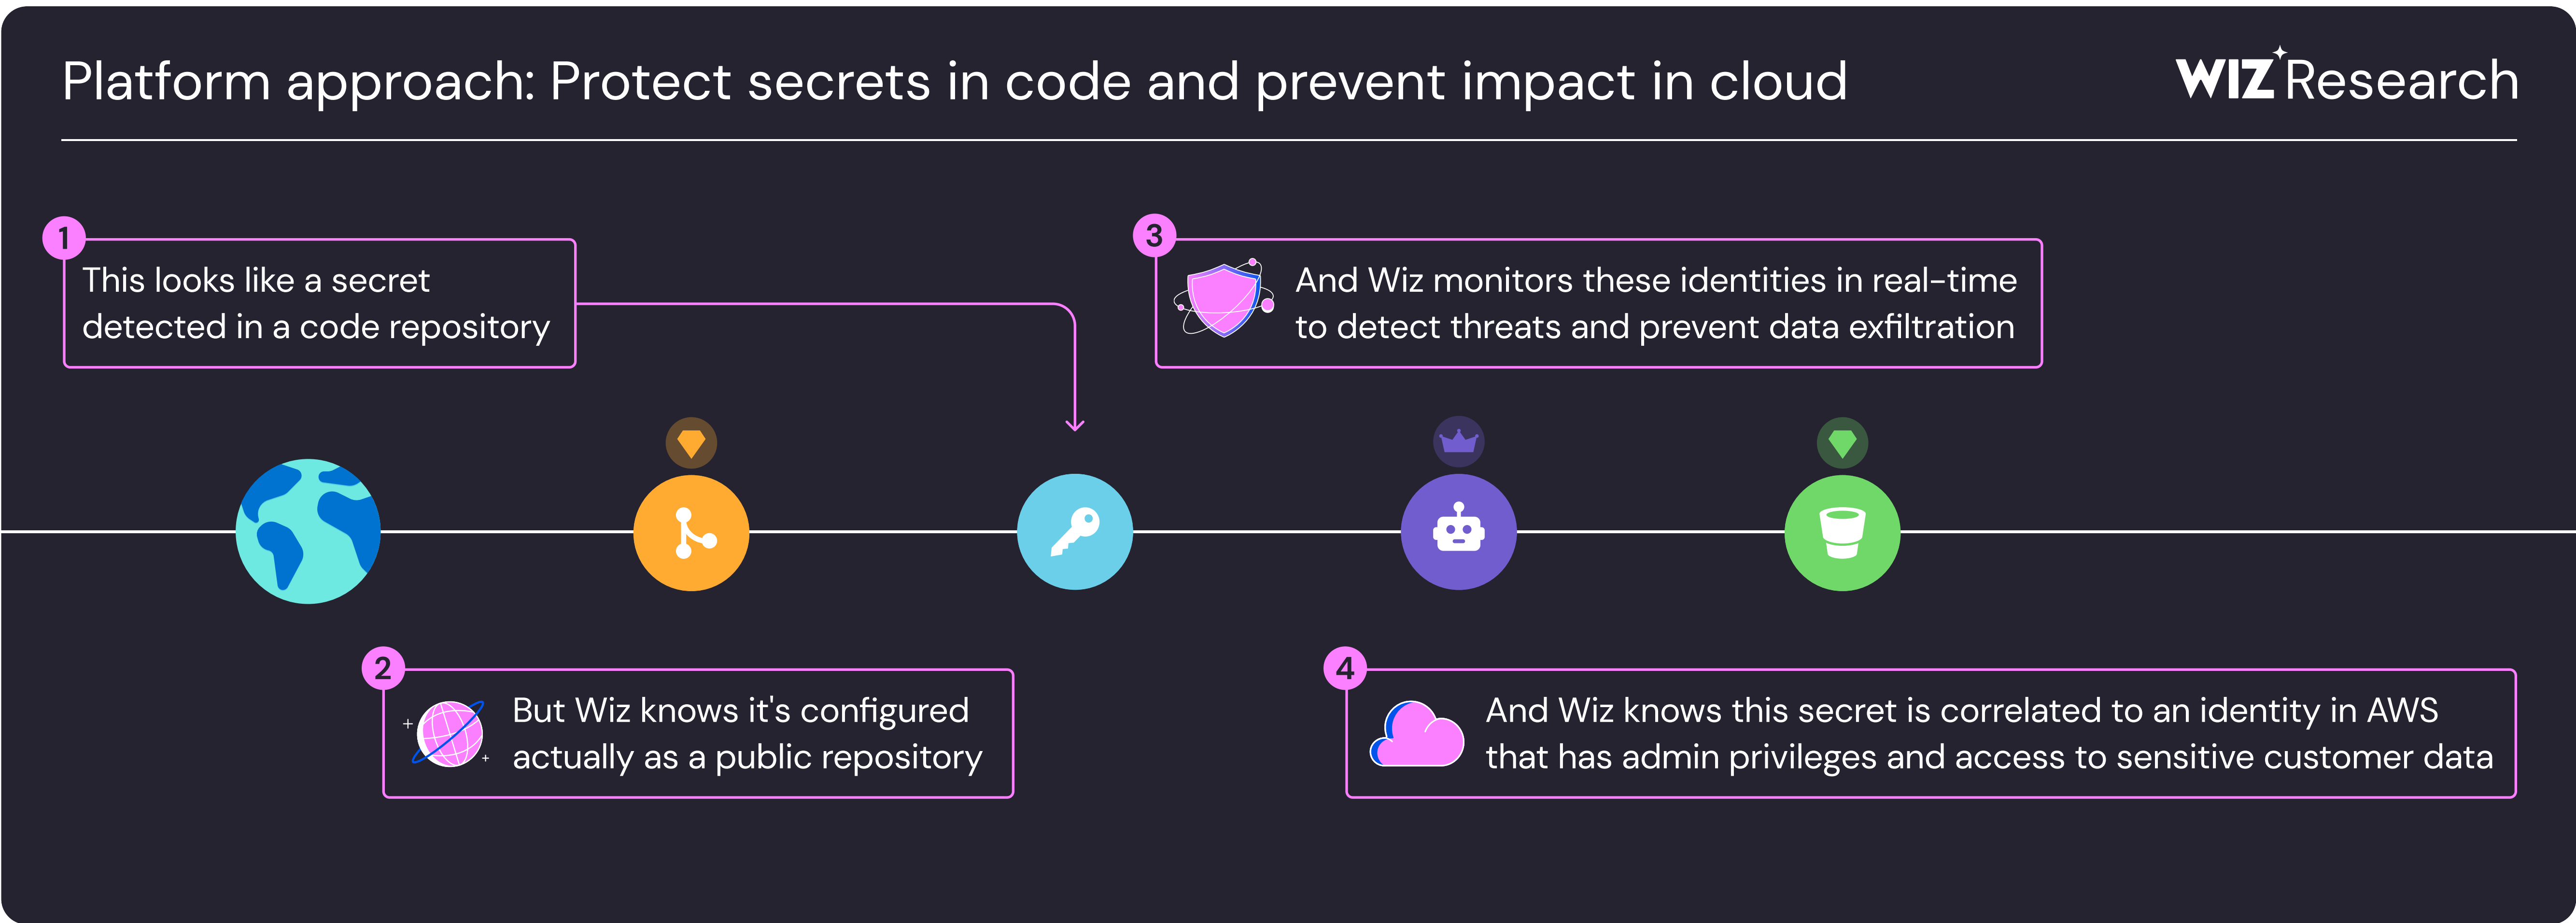 Platform approach: Protect secrets in code and prevent impact in cloud
WIZ Research
1
This looks like a secret
detected in a code repository
3
And Wiz monitors these identities in real-time
to detect threats and prevent data exfiltration
2
But Wiz knows it's configured
actually as a public repository
4
And Wiz knows this secret is correlated to an identity in AWS
that has admin privileges and access to sensitive customer data